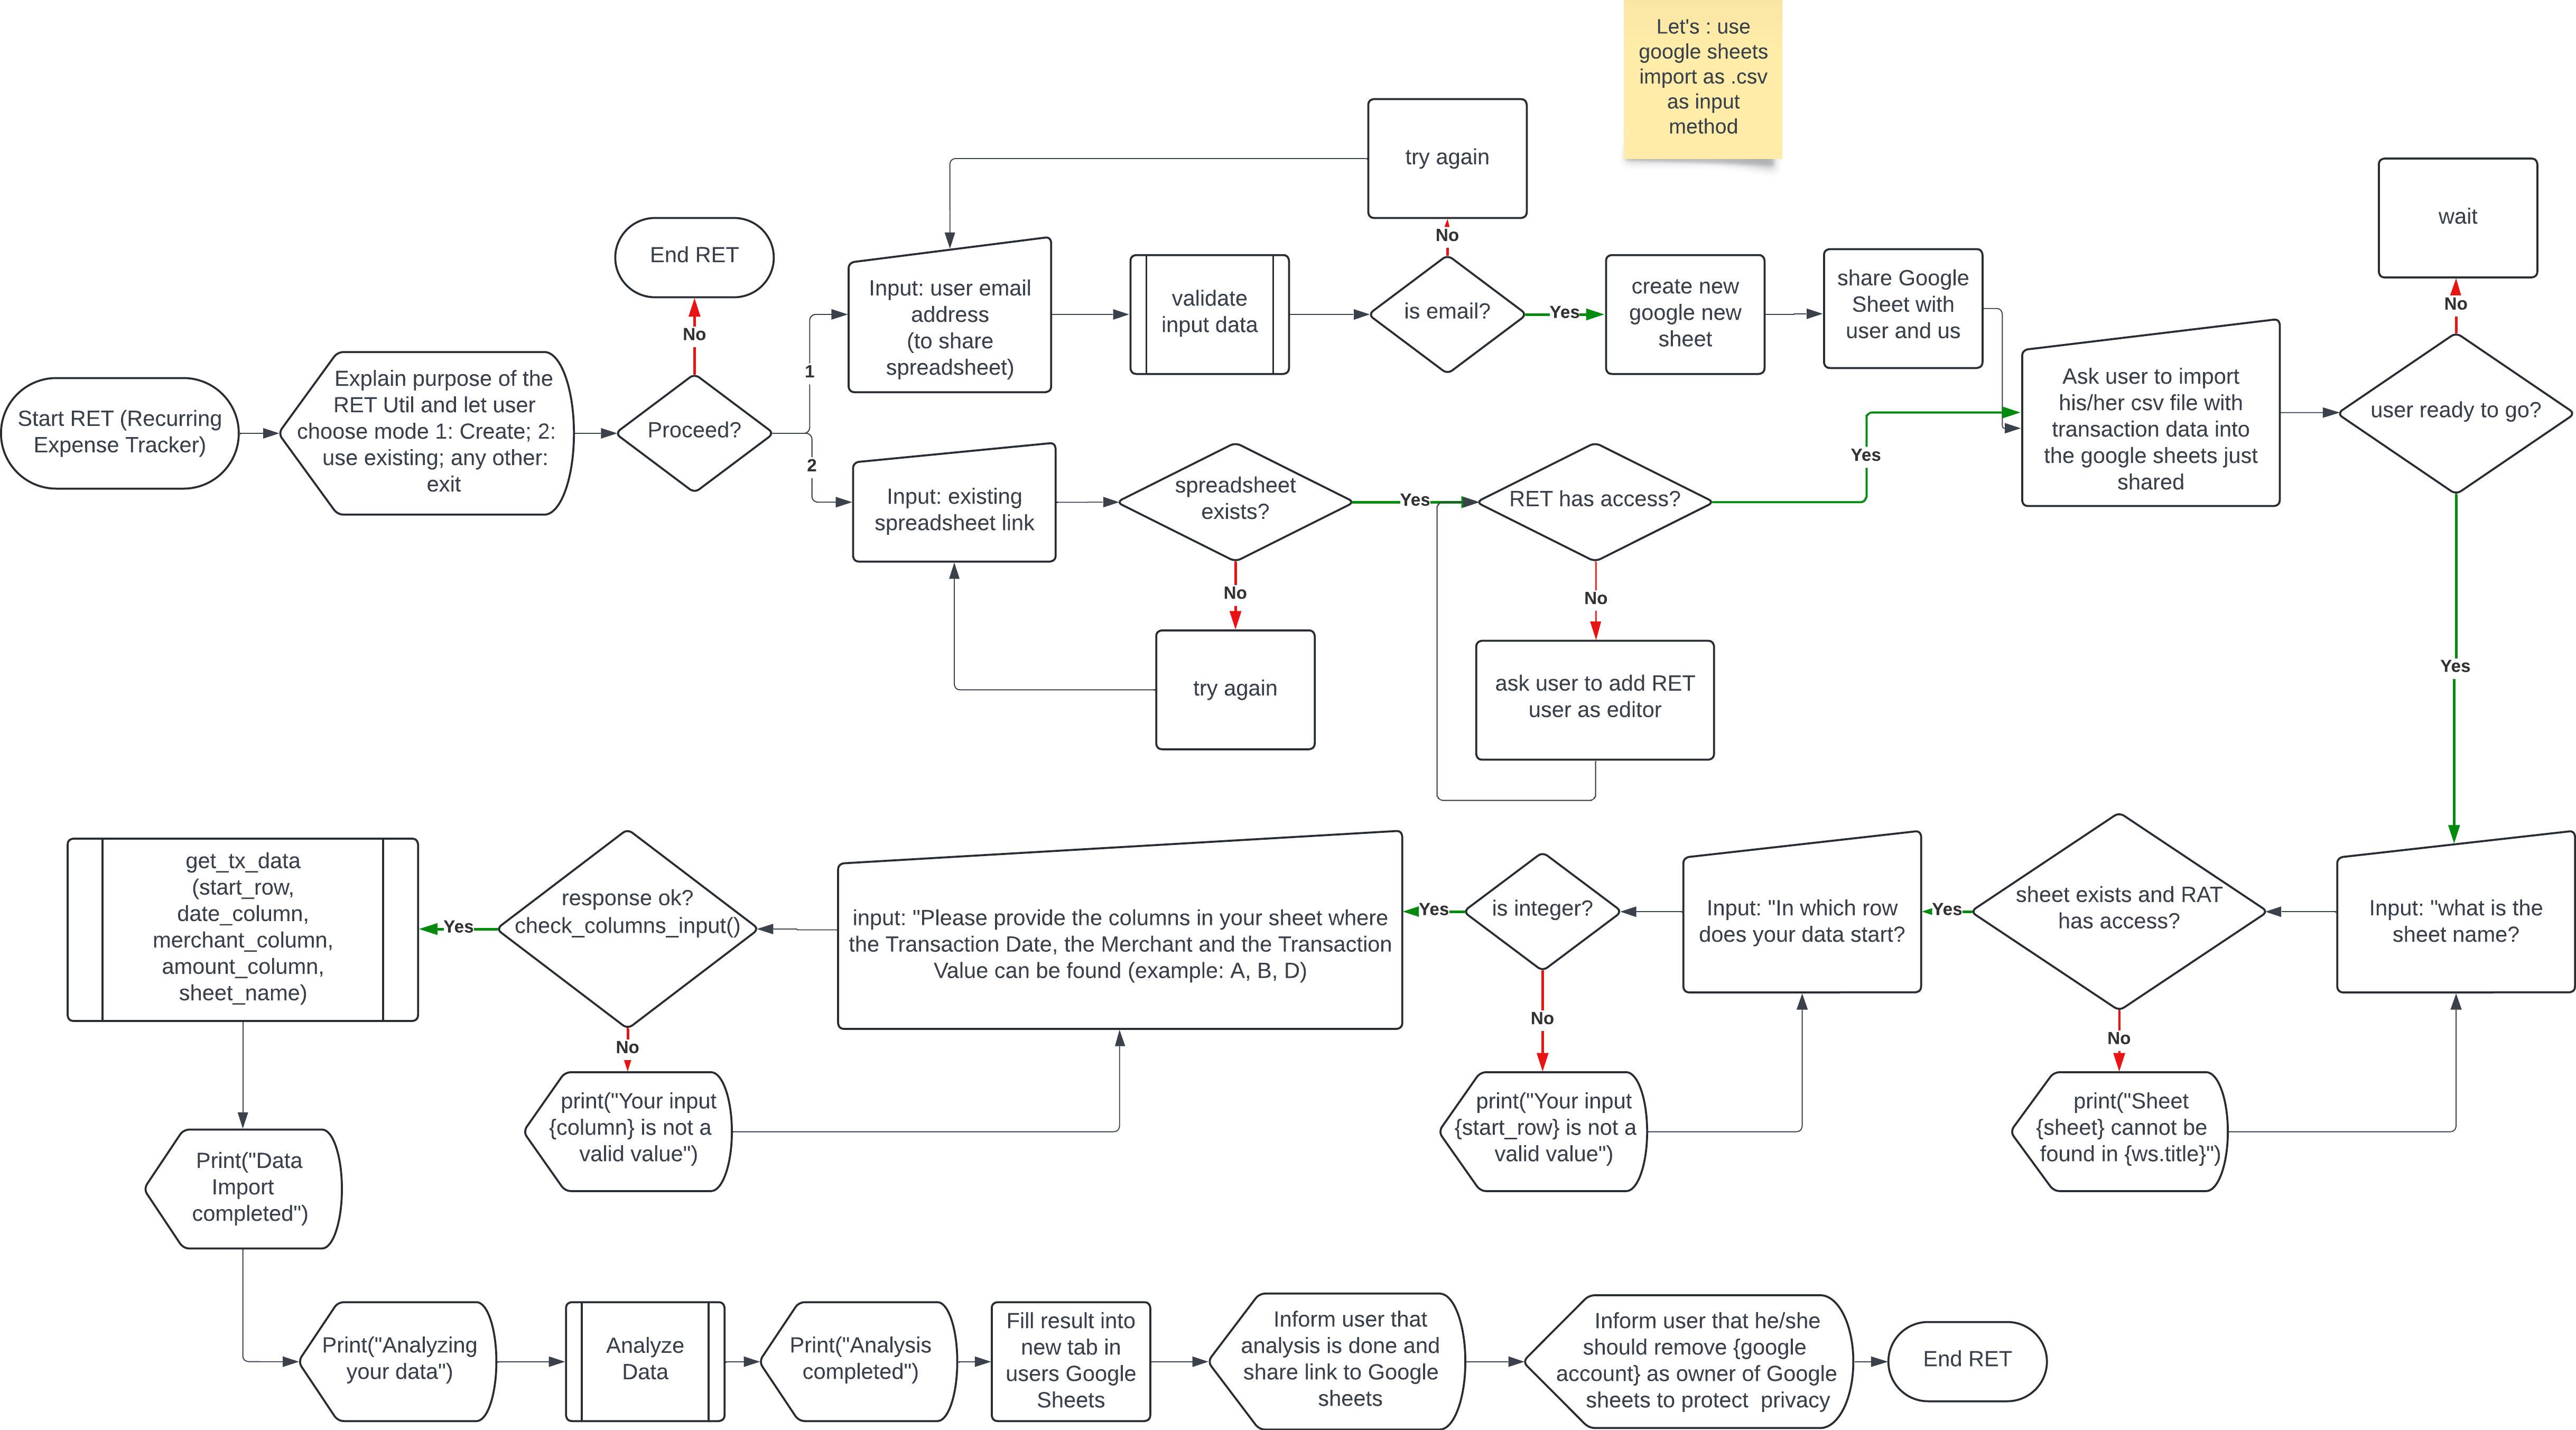 Let's : use
google sheets
import as .csv
as input
method
try again
wait
End RET
No
No
No
Input: user email
address
(to share
spreadsheet)
validate
input data
is email?
Yes
create new
google new
sheet
share Google
Sheet with
user and us
Start RET (Recurring
Expense Tracker)
Explain purpose of the
RET Util and let user
choose mode 1: Create; 2:
use existing; any other:
exit
Proceed?
1
2
Ask user to import
his/her csv file with
transaction data into
the google sheets just
shared
user ready to go?
Input: existing
spreadsheet link
spreadsheet
exists?
Yes
RET has access?
Yes
No
No
try again
ask user to add RET
user as editor
Yes
get_tx_data
(start_row,
date_column,
merchant_column,
amount_column,
sheet_name)
Yes
response ok?
check_columns_input()
input: "Please provide the columns in your sheet where
the Transaction Date, the Merchant and the Transaction
Value can be found (example: A, B, D)
Yes
is integer?
Input: "In which row
does your data start?
Yes
sheet exists and RAT
has access?
Input: "what is the
sheet name?
No
No
No
print("Your input
{column} is not a
valid value")
print("Your input
{start_row} is not a
valid value")
print("Sheet
{sheet} cannot be
found in {ws.title}")
Print("Data
Import
completed")
Print("Analyzing
your data")
Analyze
Data
Print("Analysis
completed")
Fill result into
new tab in
users Google
Sheets
Inform user that
analysis is done and
share link to Google
sheets
Inform user that he/she
should remove {google
account} as owner of Google
sheets to protect  privacy
End RET